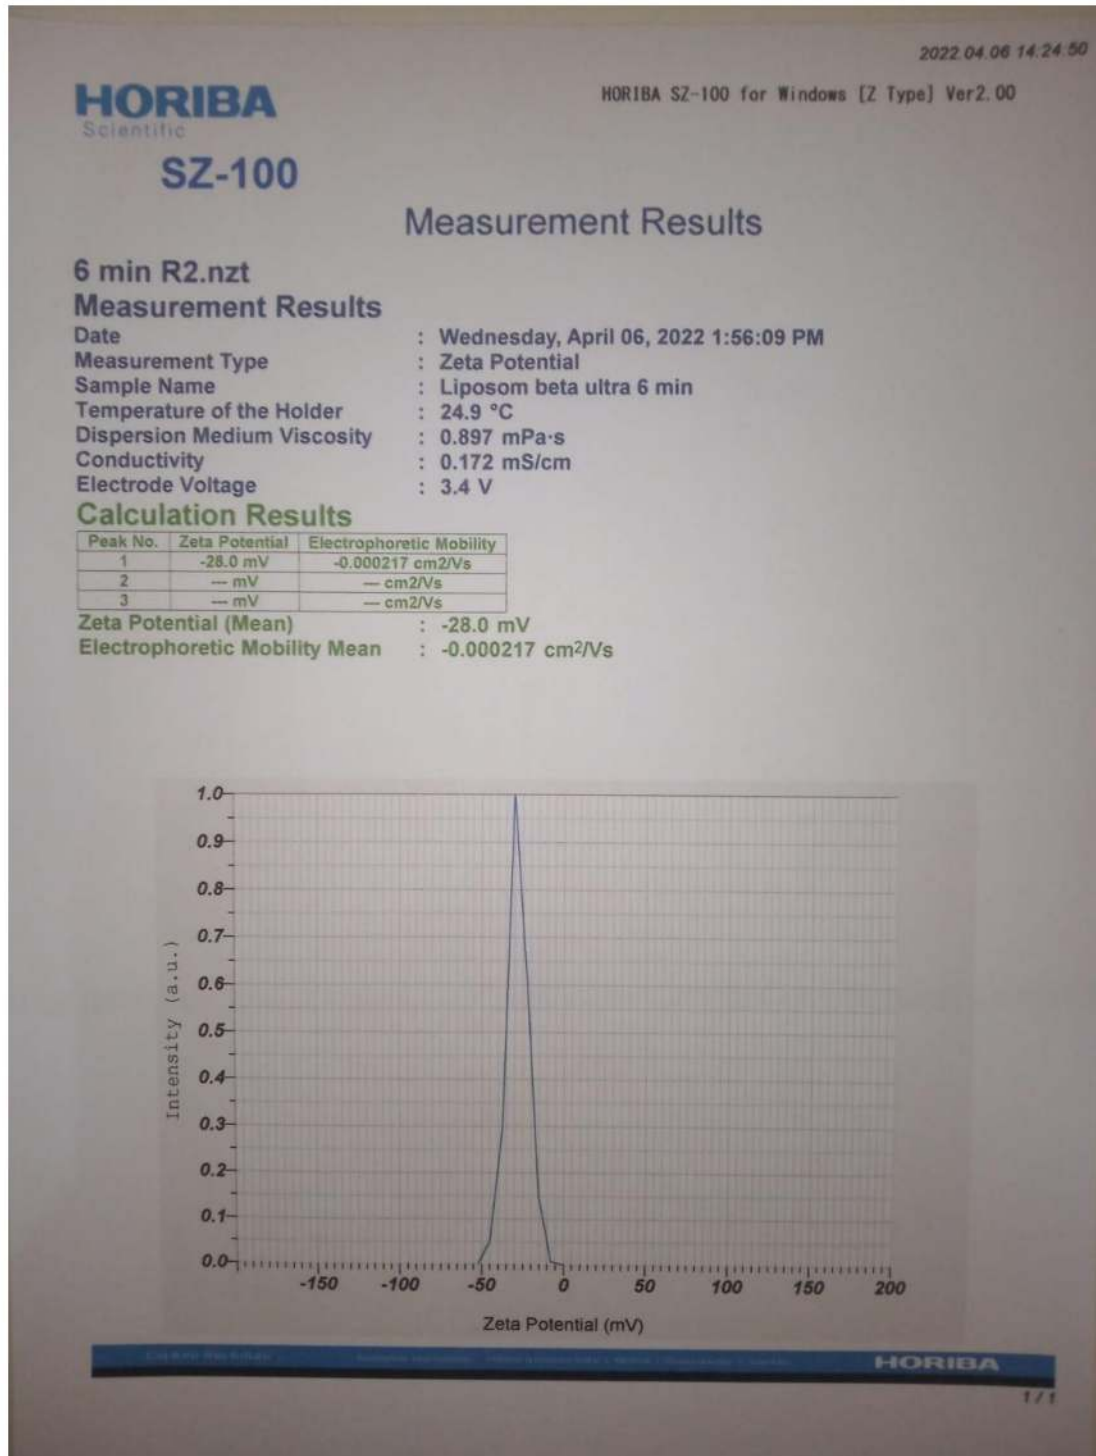 2022.04.06 14:24:50
HORIBA
Scientific
HORIBA SZ-100 for Windows [Z Type] Ver2.00
SZ-100
Measurement Results
6 min R2.nzt
Measurement Results
Date : Wednesday, April 06, 2022 1:56:09 PM
Measurement Type : Zeta Potential
Sample Name : Liposom beta ultra 6 min
Temperature of the Holder : 24.9 °C
Dispersion Medium Viscosity : 0.897 mPa·s
Conductivity : 0.172 mS/cm
Electrode Voltage : 3.4 V
Calculation Results
Peak No. Zeta Potential Electrophoretic Mobility
1 -28.0 mV -0.000217 cm2/Vs
2 --- mV --- cm2/Vs
3 --- mV --- cm2/Vs
Zeta Potential (Mean) : -28.0 mV
Electrophoretic Mobility Mean : -0.000217 cm²/Vs
1.0
0.9
0.8
0.7
0.6
0.5
0.4
0.3
0.2
0.1
0.0
Intensity (a.u.)
-150 -100 -50 0 50 100 150 200
Zeta Potential (mV)
HORIBA
1 / 1